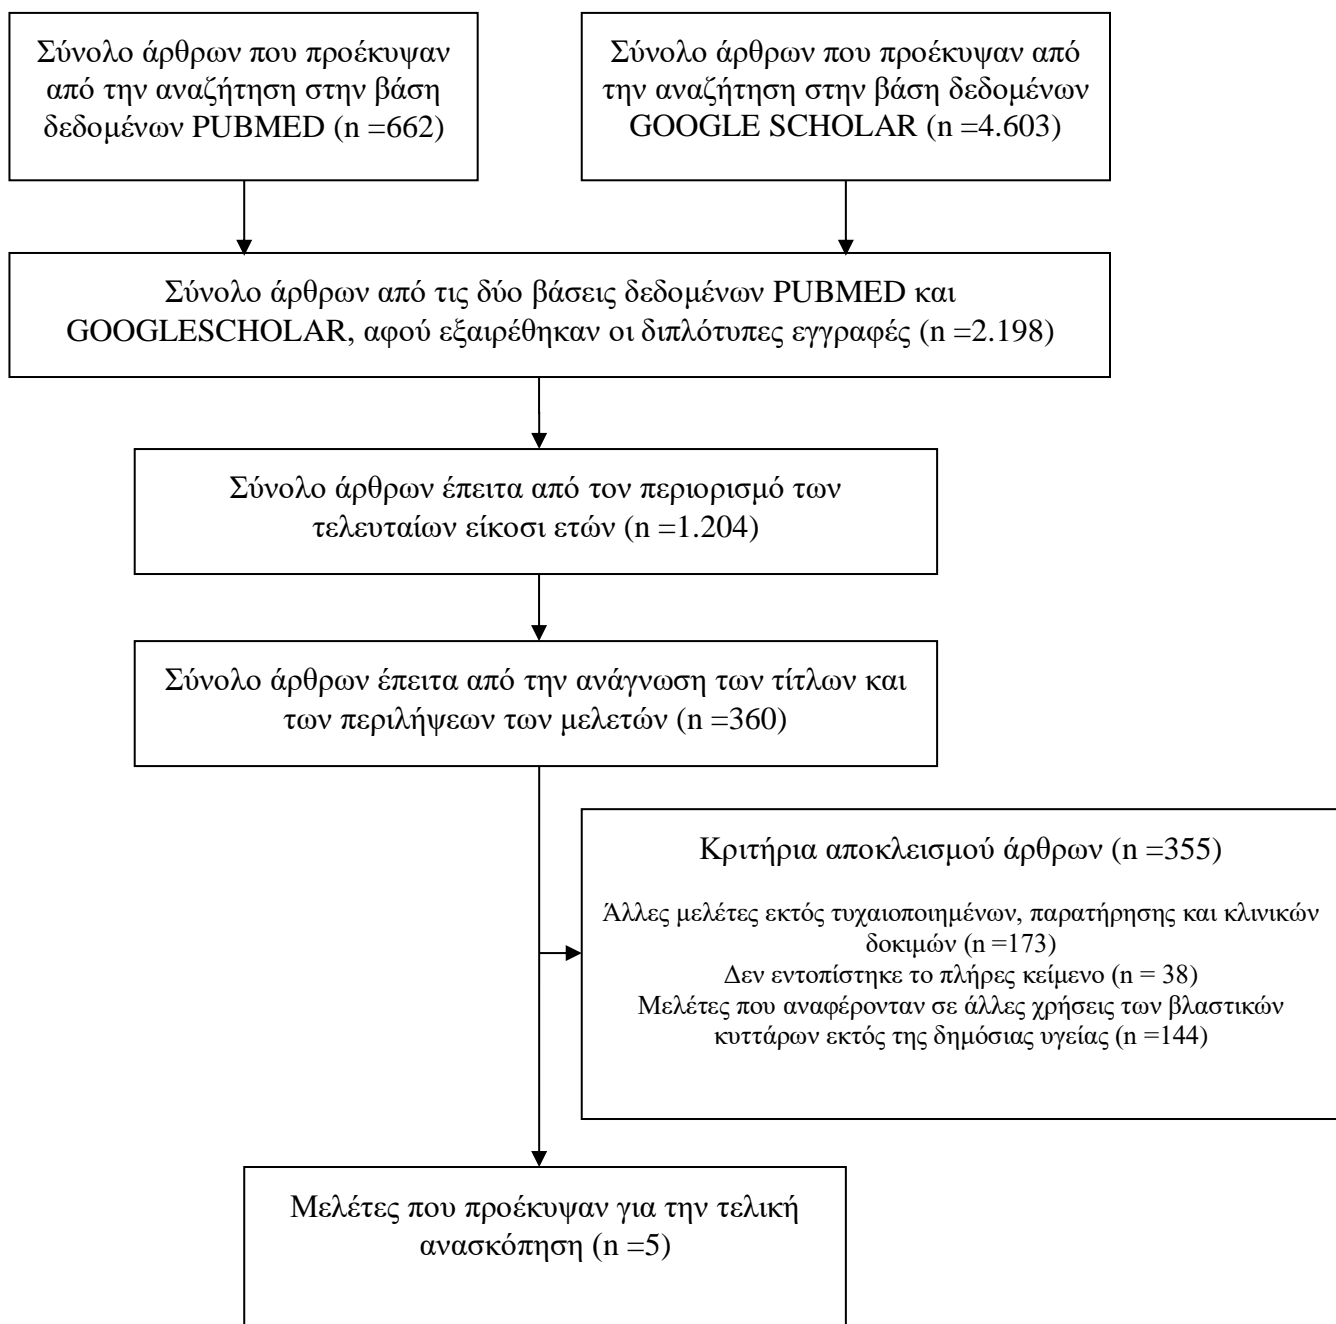 Σύνολο άρθρων που προέκυψαν
από την αναζήτηση στην βάση
δεδομένων PUBMED (n =662)
Σύνολο άρθρων που προέκυψαν από
την αναζήτηση στην βάση δεδομένων
GOOGLE SCHOLAR (n =4.603)
Σύνολο άρθρων από τις δύο βάσεις δεδομένων PUBMED και
GOOGLESCHOLAR, αφού εξαιρέθηκαν οι διπλότυπες εγγραφές (n =2.198)
Σύνολο άρθρων έπειτα από τον περιορισμό των
τελευταίων είκοσι ετών (n =1.204)
Σύνολο άρθρων έπειτα από την ανάγνωση των τίτλων και
των περιλήψεων των μελετών (n =360)
Κριτήρια αποκλεισμού άρθρων (n =355)
Άλλες μελέτες εκτός τυχαιοποιημένων, παρατήρησης και κλινικών
δοκιμών (n =173)
Δεν εντοπίστηκε το πλήρες κείμενο (n = 38)
Μελέτες που αναφέρονταν σε άλλες χρήσεις των βλαστικών
κυττάρων εκτός της δημόσιας υγείας (n =144)
Μελέτες που προέκυψαν για την τελική
ανασκόπηση (n =5)